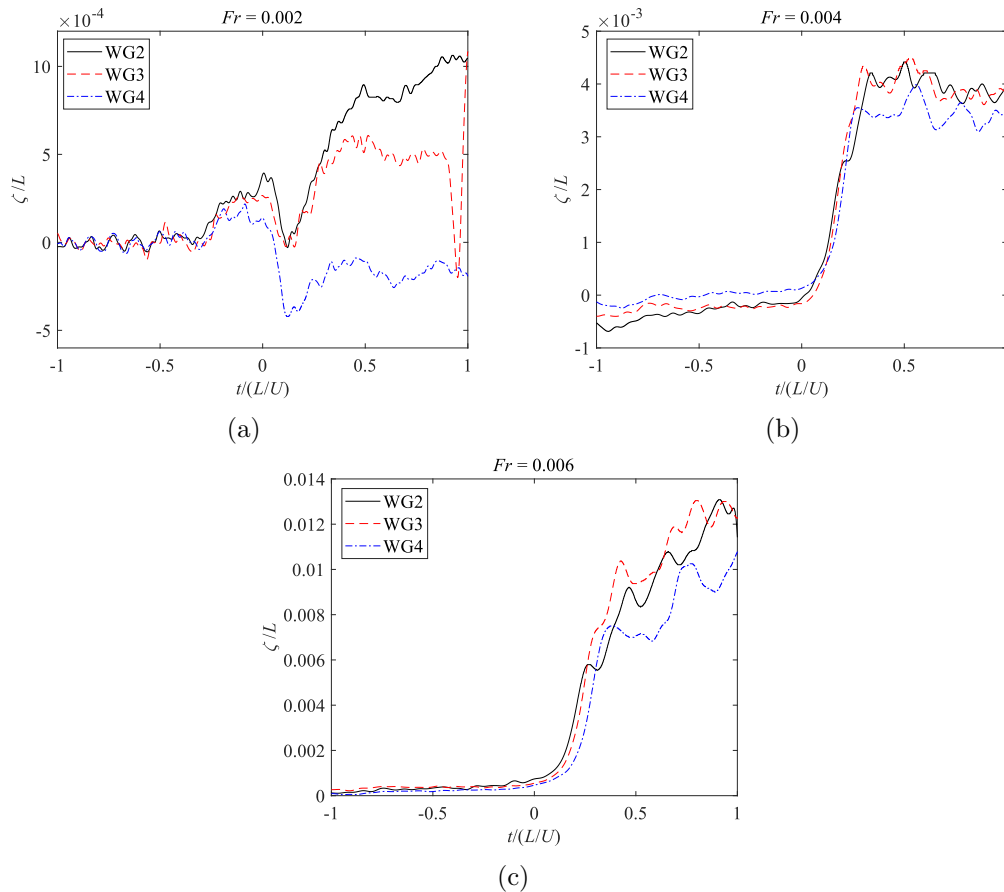 Fr = 0.002
×10⁻⁴
WG2
WG3
WG4
10
5
0
-5
ζ/L
-1
-0.5
0
0.5
1
t/(L/U)
(a)
Fr = 0.004
×10⁻³
WG2
WG3
WG4
5
4
3
2
1
0
-1
ζ/L
-1
-0.5
0
0.5
t/(L/U)
(b)
Fr = 0.006
WG2
WG3
WG4
0.014
0.012
0.01
0.008
0.006
0.004
0.002
0
ζ/L
-1
-0.5
0
0.5
1
t/(L/U)
(c)